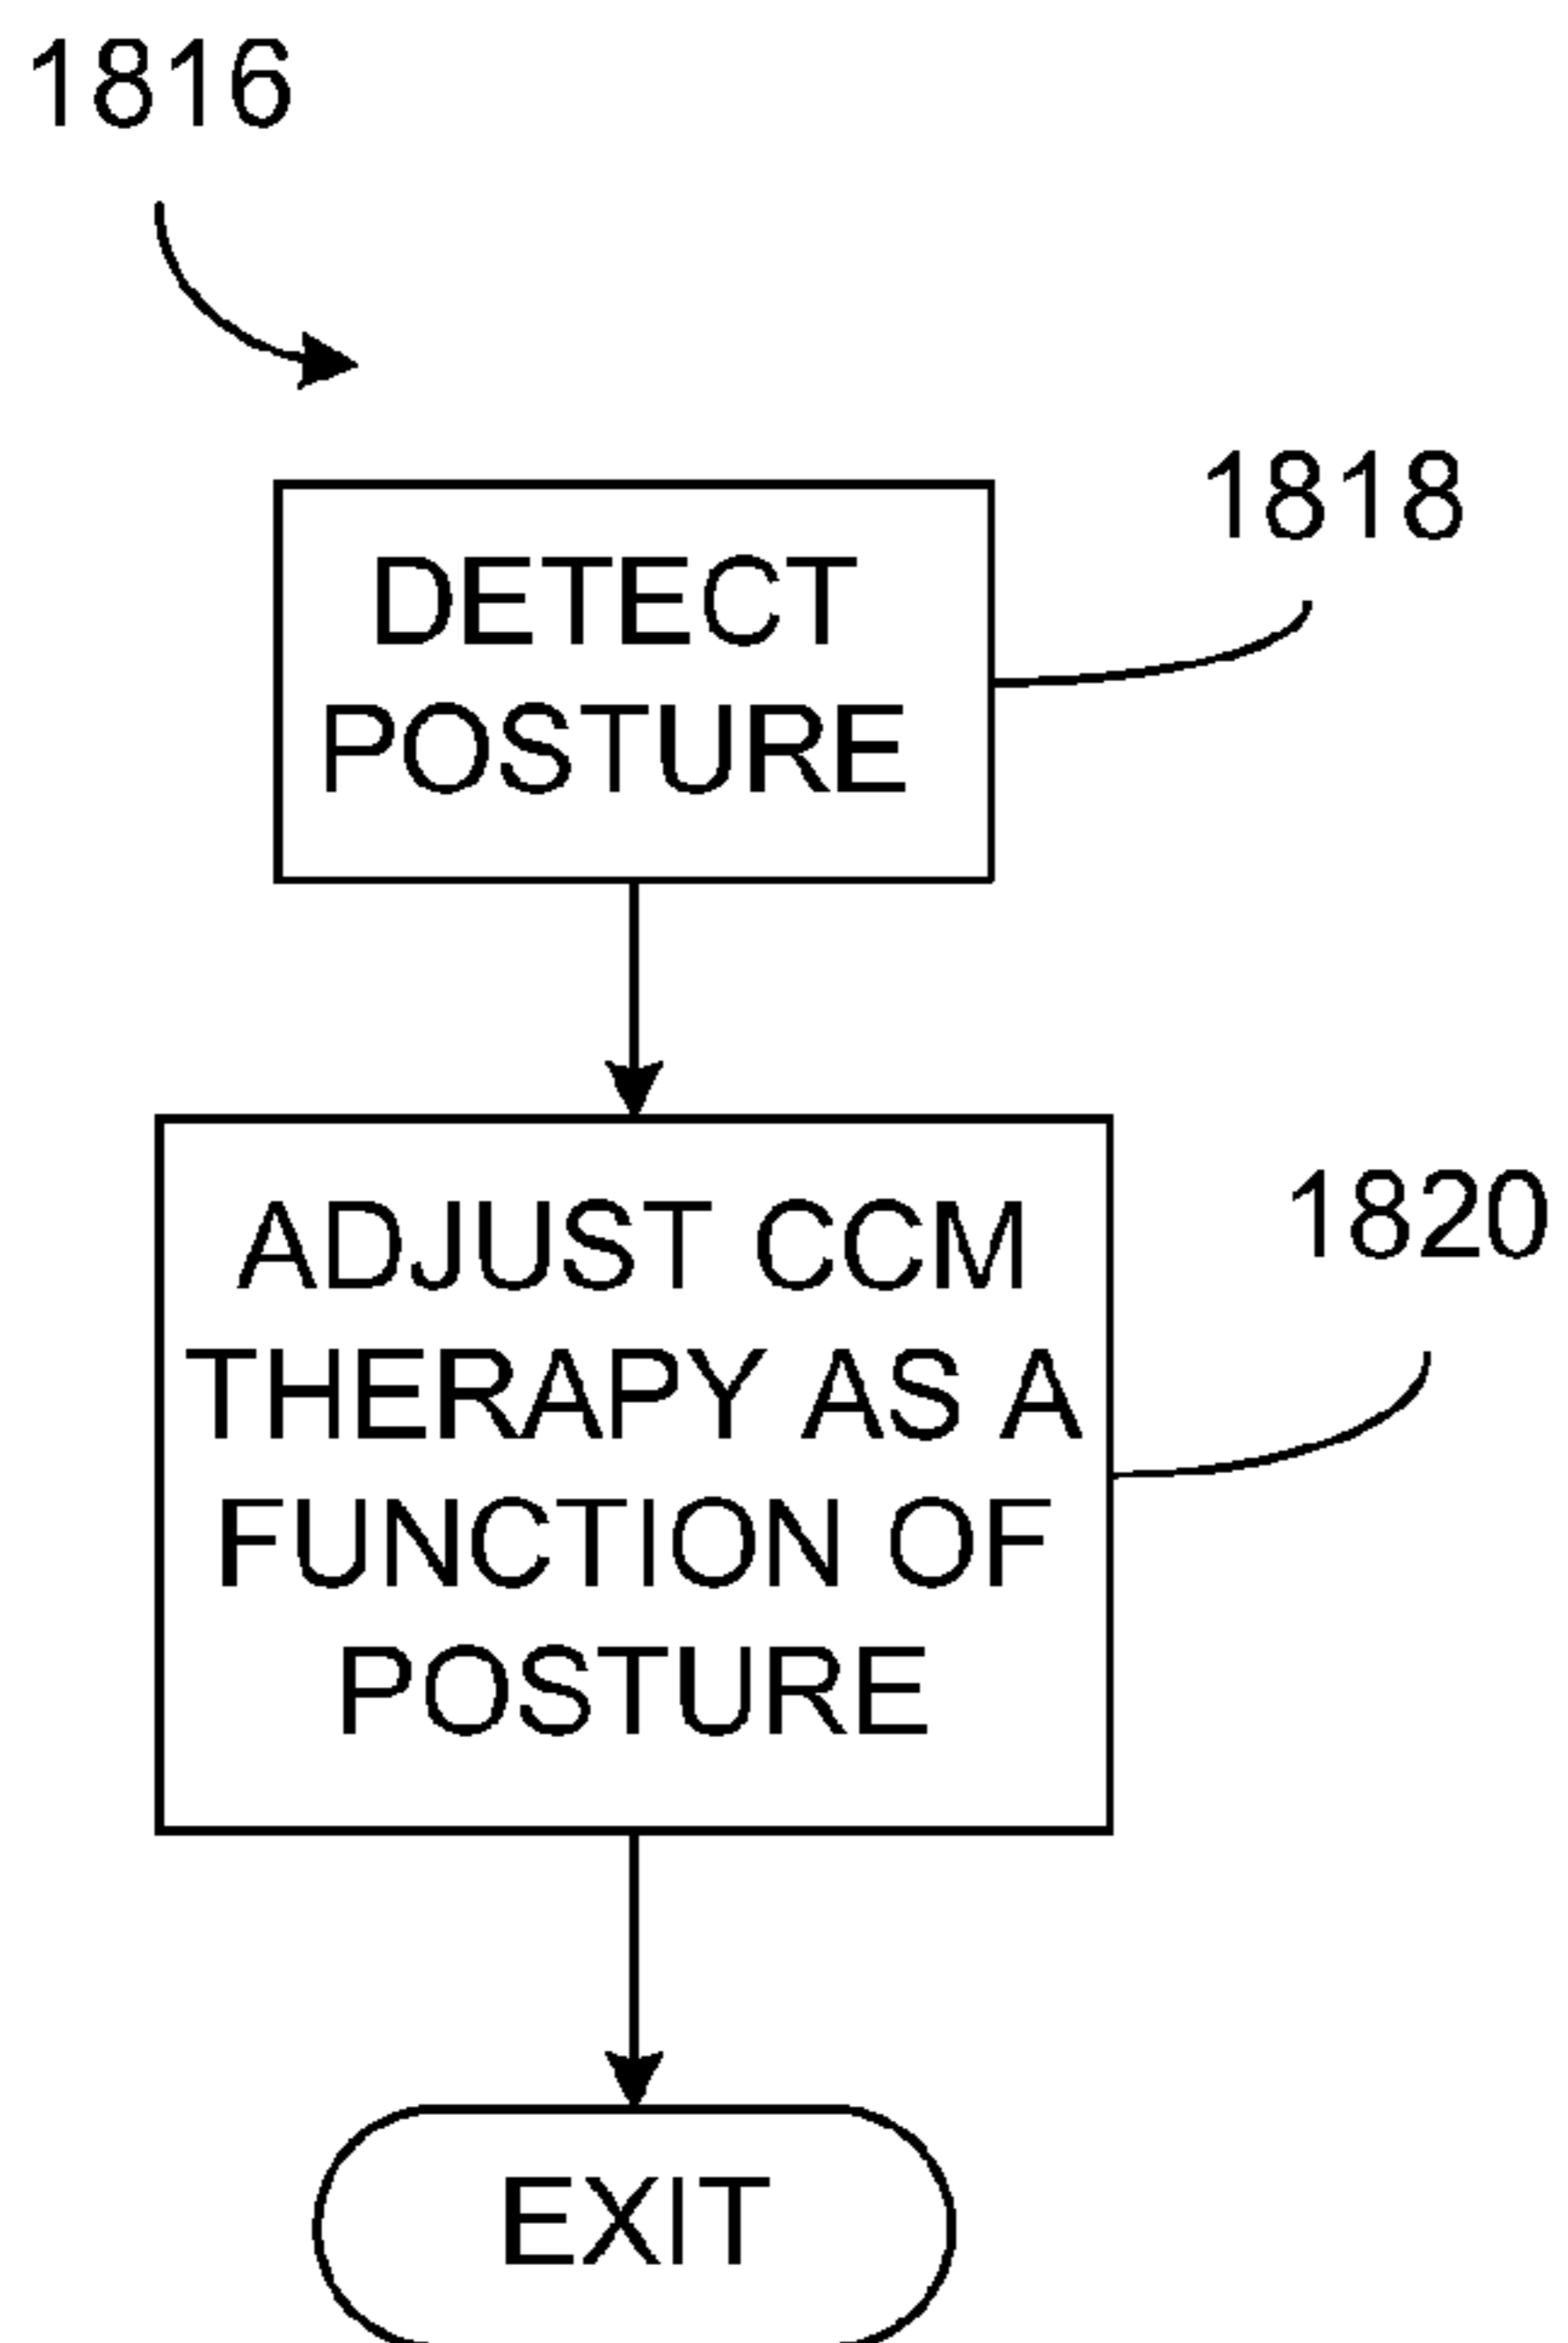 1816
1818
DETECT
POSTURE
1820
ADJUST CCM
THERAPY AS A
FUNCTION OF
POSTURE
EXIT